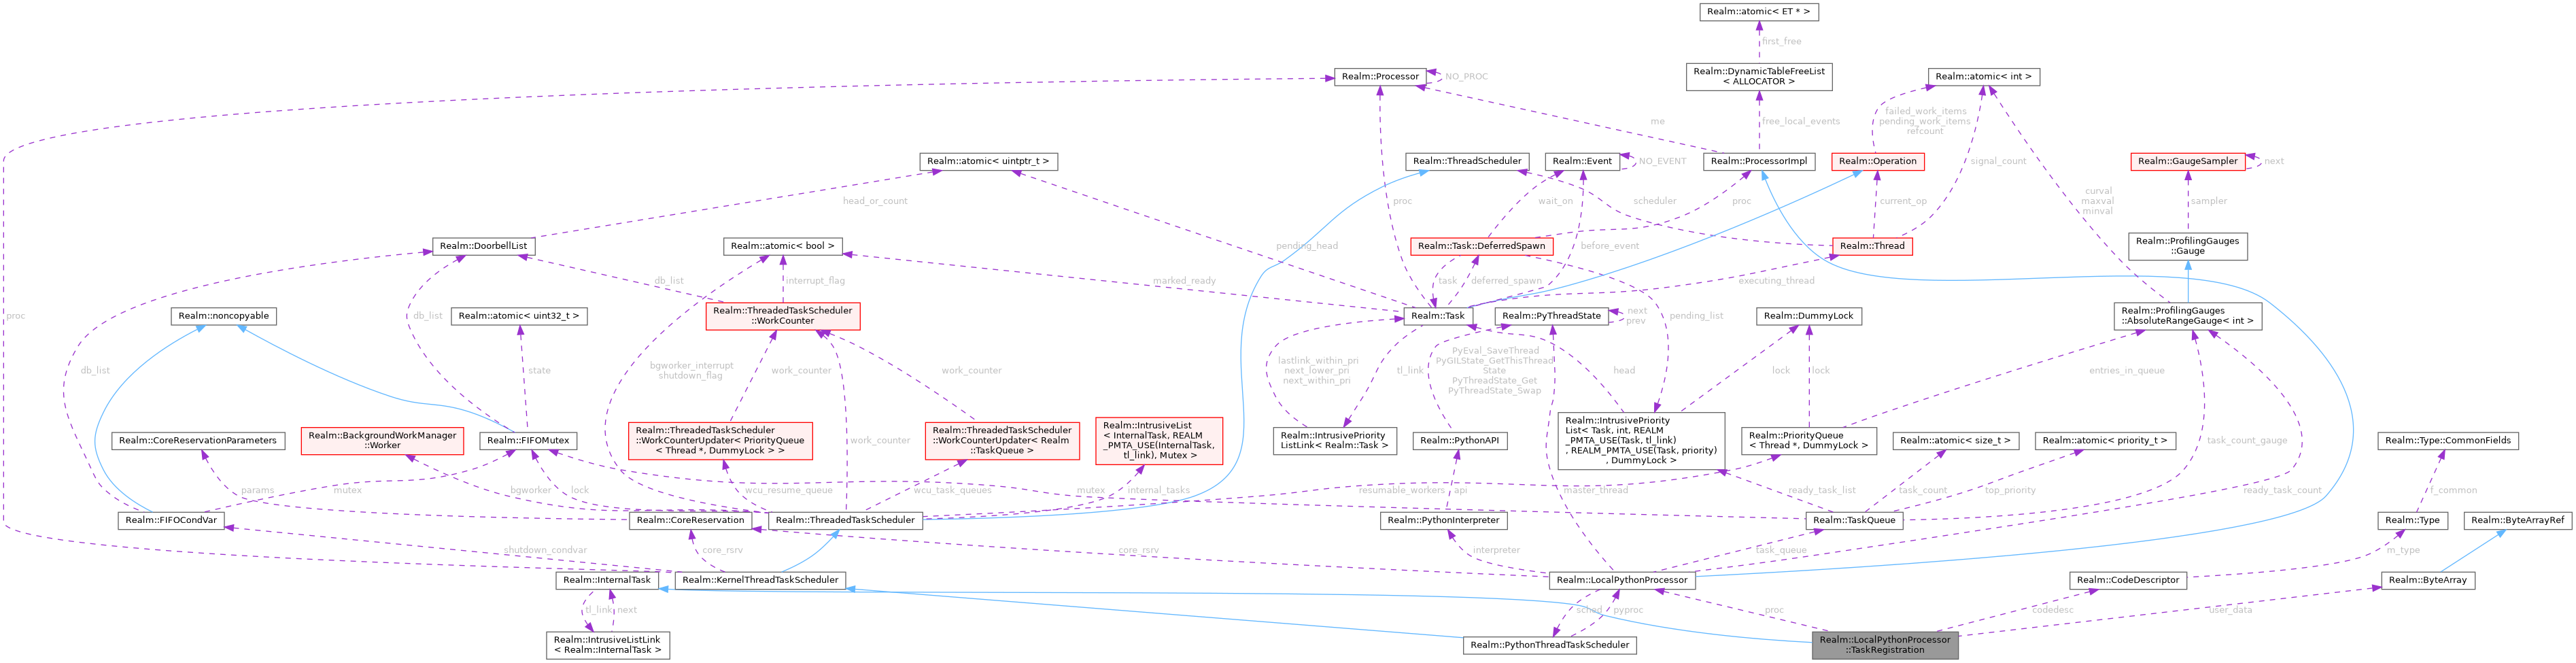 Realm::atomic< ET * >
first_free
Realm::Processor
NO_PROC
Realm::DynamicTableFreeList
< ALLOCATOR >
Realm::atomic< int >
me
free_local_events
failed_work_items
pending_work_items
refcount
Realm::atomic< uintptr_t >
Realm::ThreadScheduler
Realm::Event
NO_EVENT
Realm::ProcessorImpl
Realm::Operation
signal_count
Realm::GaugeSampler
next
head_or_count
proc
wait_on
scheduler
proc
current_op
curval
maxval
minval
sampler
Realm::DoorbellList
Realm::atomic< bool >
pending_head
Realm::Task::DeferredSpawn
before_event
Realm::Thread
Realm::ProfilingGauges
::Gauge
db_list
interrupt_flag
marked_ready
task
deferred_spawn
executing_thread
proc
Realm::noncopyable
db_list
Realm::atomic< uint32_t >
Realm::ThreadedTaskScheduler
::WorkCounter
Realm::Task
Realm::PyThreadState
next
prev
pending_list
Realm::DummyLock
Realm::ProfilingGauges
::AbsoluteRangeGauge< int >
db_list
state
bgworker_interrupt
shutdown_flag
work_counter
work_counter
lastlink_within_pri
next_lower_pri
next_within_pri
tl_link
PyEval_SaveThread
PyGILState_GetThisThread
State
PyThreadState_Get
PyThreadState_Swap
head
lock
lock
entries_in_queue
Realm::CoreReservationParameters
Realm::BackgroundWorkManager
::Worker
Realm::FIFOMutex
Realm::ThreadedTaskScheduler
::WorkCounterUpdater< PriorityQueue
< Thread *, DummyLock > >
work_counter
Realm::ThreadedTaskScheduler
::WorkCounterUpdater< Realm
::TaskQueue >
Realm::IntrusiveList
< InternalTask, REALM
_PMTA_USE(InternalTask,
tl_link), Mutex >
Realm::IntrusivePriority
ListLink< Realm::Task >
Realm::PythonAPI
Realm::IntrusivePriority
List< Task, int, REALM
_PMTA_USE(Task, tl_link)
, REALM_PMTA_USE(Task, priority)
, DummyLock >
Realm::PriorityQueue
< Thread *, DummyLock >
Realm::atomic< size_t >
Realm::atomic< priority_t >
task_count_gauge
Realm::Type::CommonFields
params
mutex
bgworker
lock
wcu_resume_queue
wcu_task_queues
internal_tasks
mutex
resumable_workers
api
master_thread
ready_task_list
task_count
top_priority
ready_task_count
f_common
Realm::FIFOCondVar
Realm::CoreReservation
Realm::ThreadedTaskScheduler
Realm::PythonInterpreter
Realm::TaskQueue
Realm::Type
Realm::ByteArrayRef
shutdown_condvar
core_rsrv
core_rsrv
interpreter
task_queue
m_type
Realm::InternalTask
Realm::KernelThreadTaskScheduler
Realm::LocalPythonProcessor
Realm::CodeDescriptor
Realm::ByteArray
tl_link
next
sched
pyproc
proc
codedesc
user_data
Realm::IntrusiveListLink
< Realm::InternalTask >
Realm::PythonThreadTaskScheduler
Realm::LocalPythonProcessor
::TaskRegistration